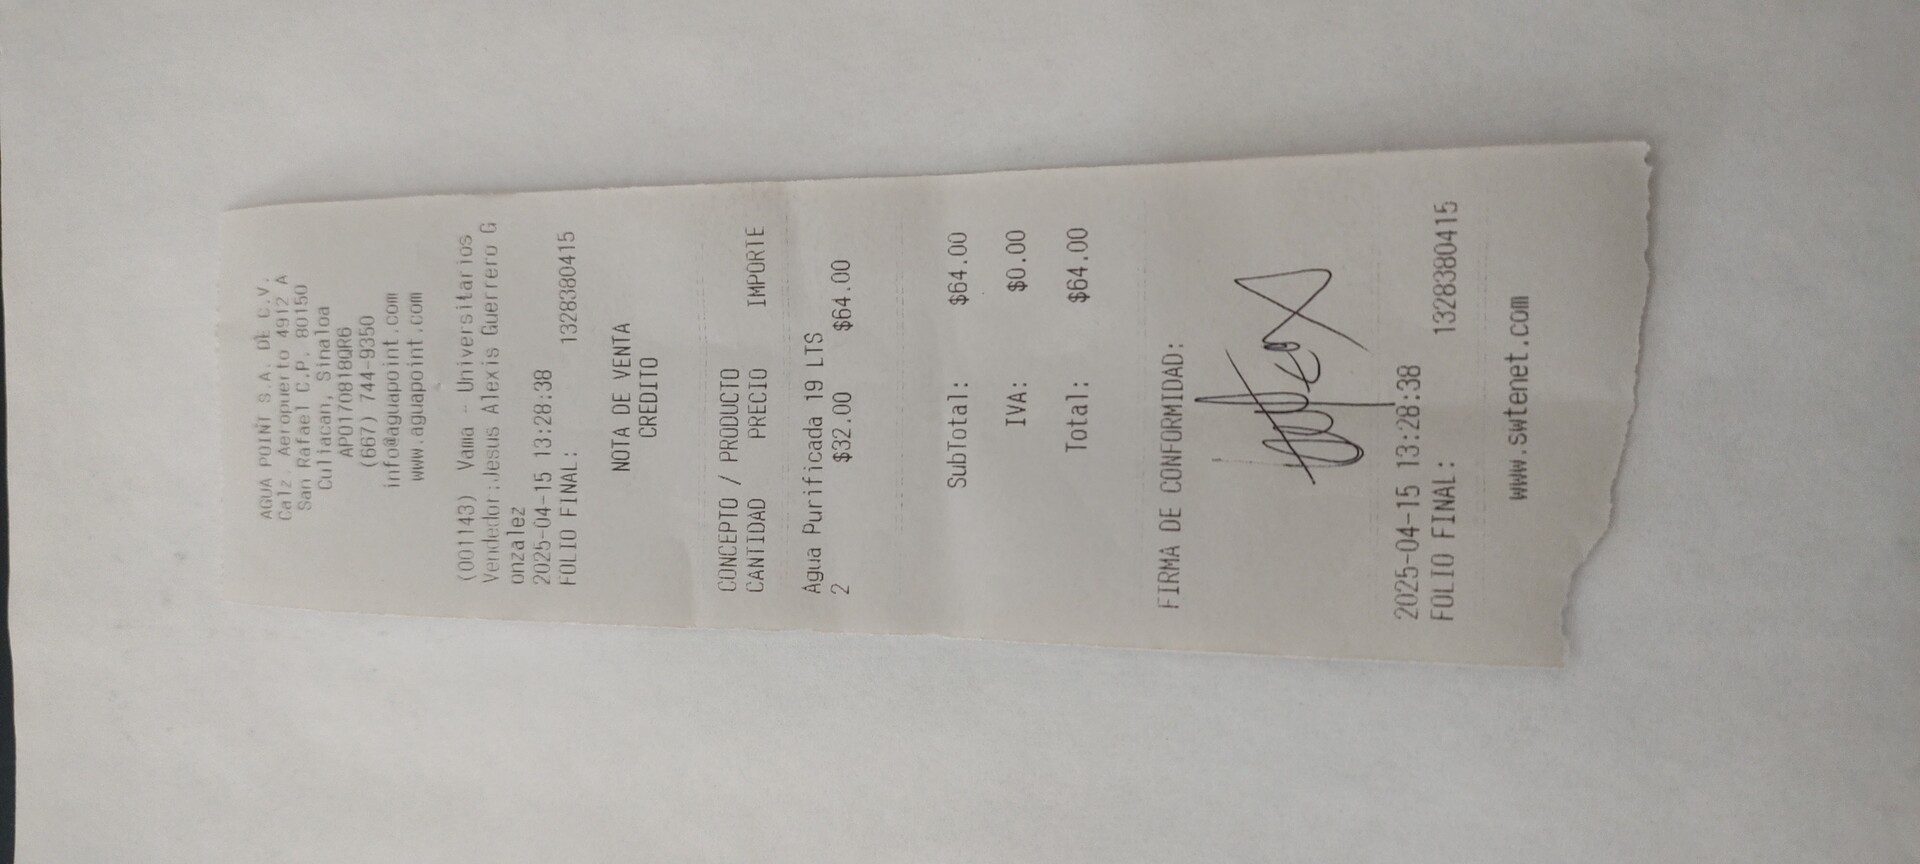 AGUA POINT S.A. DE C.V.
Calz. Aeropuerto 4912 A
San Rafael C.P. 80150
Culiacan, Sinaloa
APO170818QR6
(667) 744-9350
info@aguapoint.com
www.aguapoint.com
(001143) Vama - Universitarios
Vendedor:Jesus Alexis Guerrero G
onzalez
2025-04-15 13:28:38
FOLIO FINAL: 1328380415
NOTA DE VENTA
CREDITO
CONCEPTO / PRODUCTO
CANTIDAD PRECIO IMPORTE
Agua Purificada 19 LTS
2 $32.00 $64.00
SubTotal: $64.00
IVA: $0.00
Total: $64.00
FIRMA DE CONFORMIDAD:
2025-04-15 13:28:38
FOLIO FINAL: 1328380415
www.swtenet.com